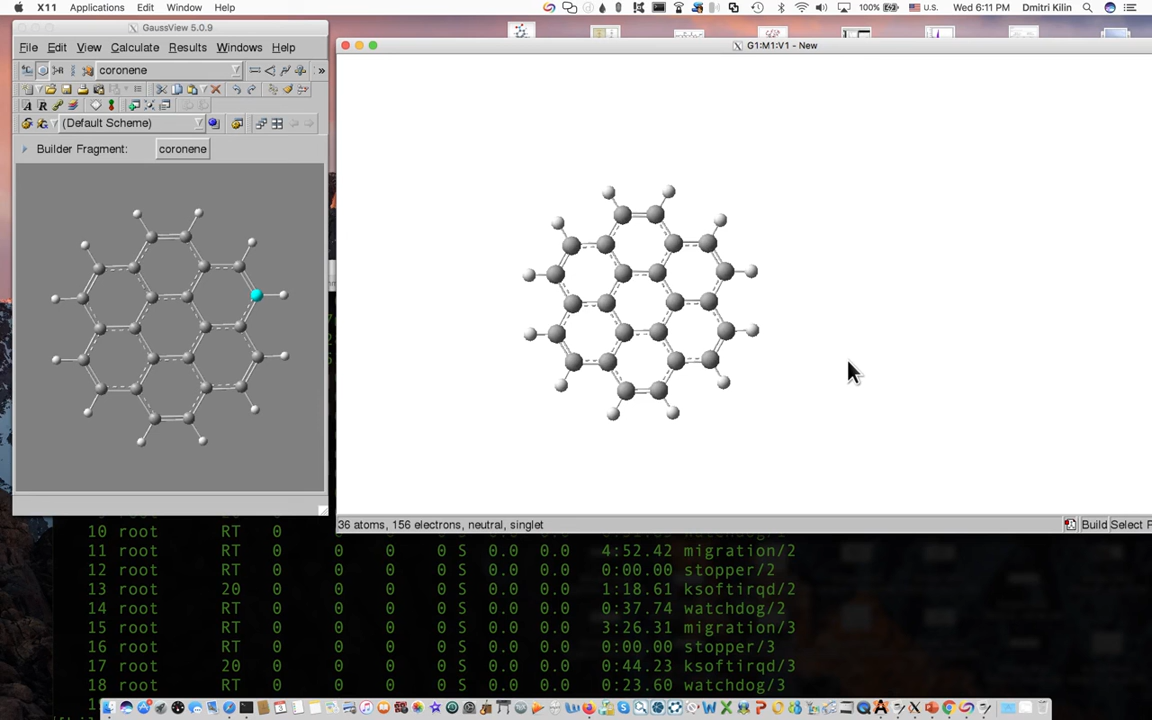 X11 Applications Edit Window Help
100% U.S. Wed 6:11 PM Dmitri Kilin
GaussView 5.0.9
File Edit View Calculate Results Windows Help
coronene
»
A R
(Default Scheme)
Builder Fragment: coronene
G1:M1:V1 - New
36 atoms, 156 electrons, neutral, singlet
Build Select
10 root RT 0 0 0 S 0.0 0.0
11 root RT 0 0 0 S 0.0 0.0 4:52.42 migration/2
12 root RT 0 0 0 S 0.0 0.0 0:00.00 stopper/2
13 root 20 0 0 0 S 0.0 0.0 1:18.61 ksoftirqd/2
14 root RT 0 0 0 S 0.0 0.0 0:37.74 watchdog/2
15 root RT 0 0 0 S 0.0 0.0 3:26.31 migration/3
16 root RT 0 0 0 S 0.0 0.0 0:00.00 stopper/3
17 root 20 0 0 0 S 0.0 0.0 0:44.23 ksoftirqd/3
18 root RT 0 0 0 S 0.0 0.0 0:23.60 watchdog/3